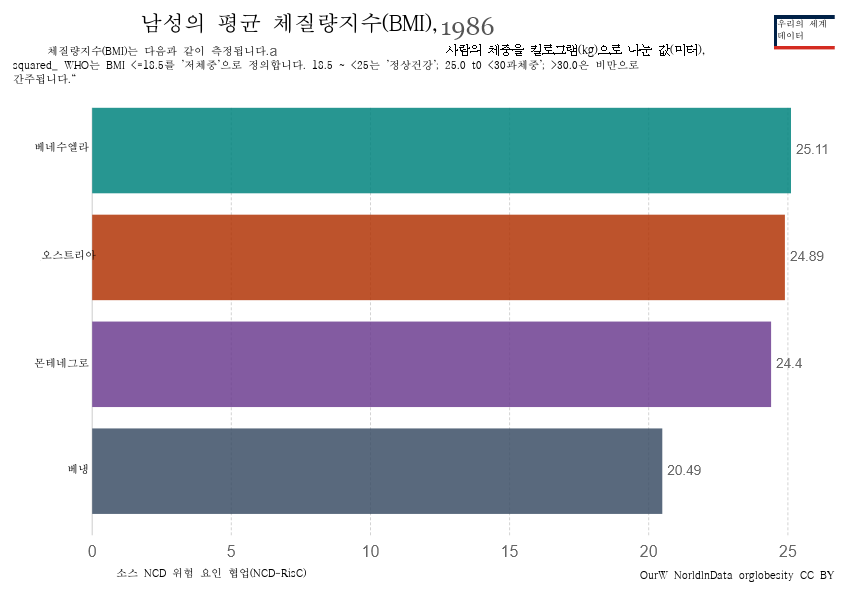 남성의 평균 체질량지수(BMI), 1986
우리의 세계
데이터
체질량지수(BMI)는 다음과 같이 측정됩니다.a 사람의 체중을 킬로그램(kg)으로 나눈 값(미터),
squared_ WHO는 BMI <=18.5를 '저체중'으로 정의합니다. 18.5 ~ <25는 '정상건강'; 25.0 t0 <30과체중'; >30.0은 비만으로
간주됩니다.“
베네수엘라 25.11
오스트리아 24.89
몬테네그로 24.4
베냉 20.49
0 5 10 15 20 25
소스 NCD 위험 요인 협업(NCD-RisC)
OurW NorldInData orglobesity CC BY